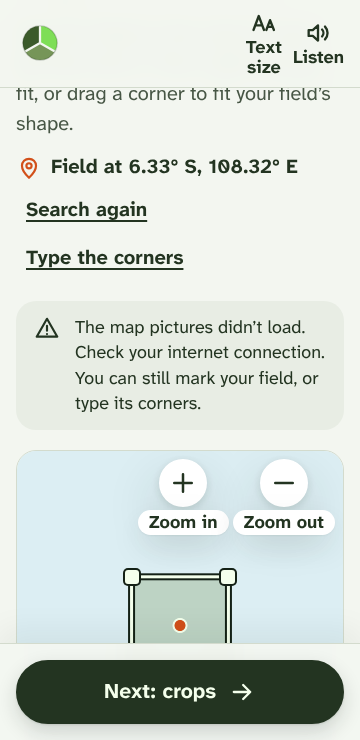 Text
size
Listen
fit, or drag a corner to fit your field’s
shape.
Field at 6.33° S, 108.32° E
Search again
Type the corners
The map pictures didn’t load.
Check your internet connection.
You can still mark your field, or
type its corners.
Zoom in
Zoom out
Next: crops